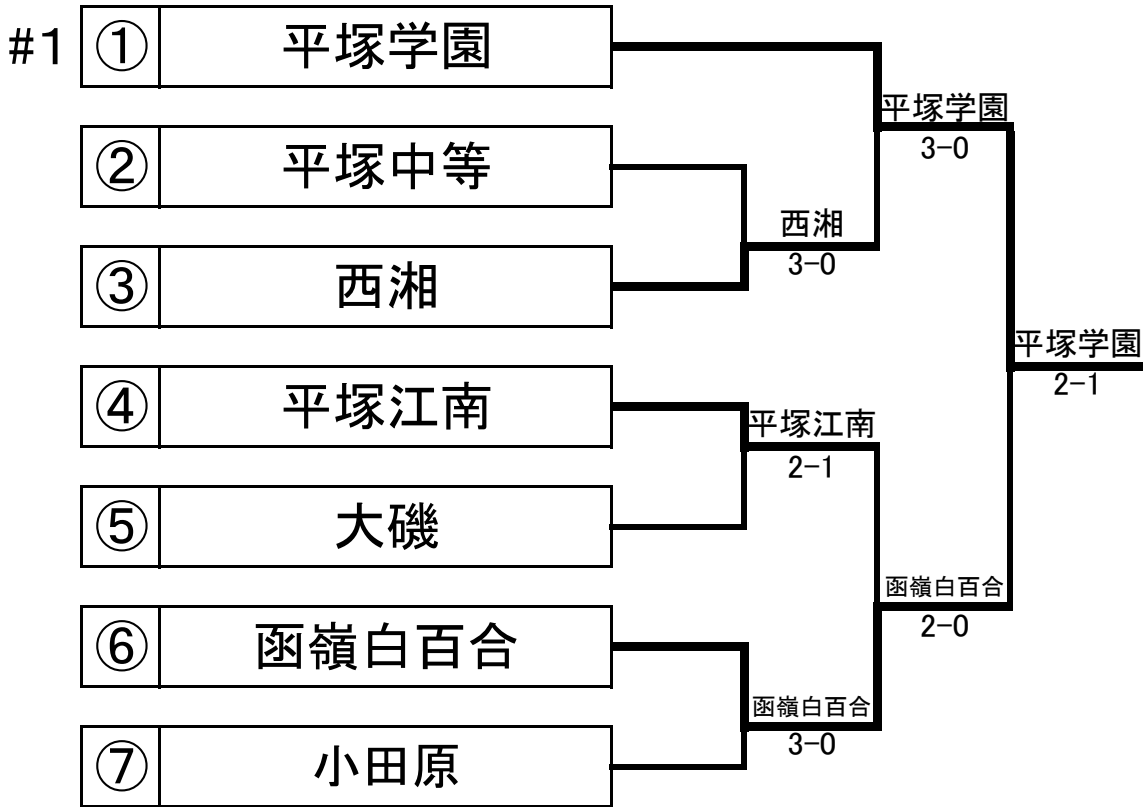 #1 ① 平塚学園
平塚学園
3-0
② 平塚中等
西湘
3-0
③ 西湘
平塚学園
2-1
④ 平塚江南
平塚江南
2-1
⑤ 大磯
函嶺白百合
2-0
⑥ 函嶺白百合
函嶺白百合
3-0
⑦ 小田原